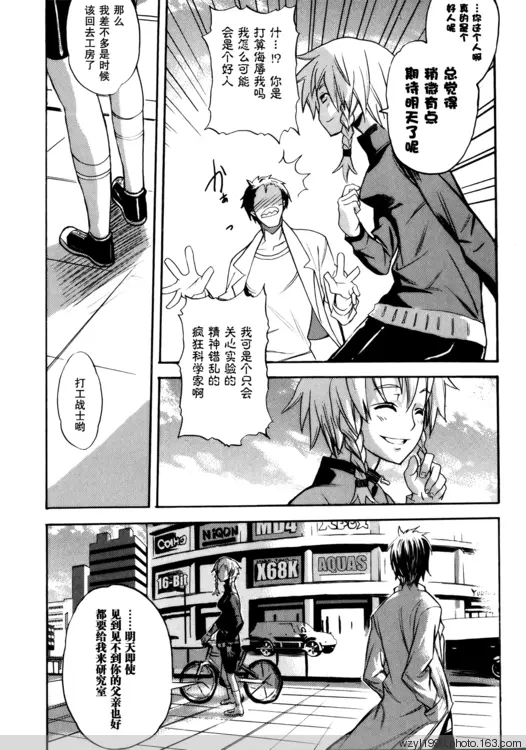 ……你这个人啊
真的是个
好人呢
总觉得
稍微有点
期待明天了呢
什…!? 你是
打算侮辱我吗
我怎么可能
会是个好人
我可是个只会
关心实验的
精神错乱的
疯狂科学家啊
那么
我差不多是时候
该回去工房了
打工战士哟
NiQON
MD4
16-Bit
X68K
AQUAS
……明天即使
见到见不到你的父亲也好
都要给我来研究室